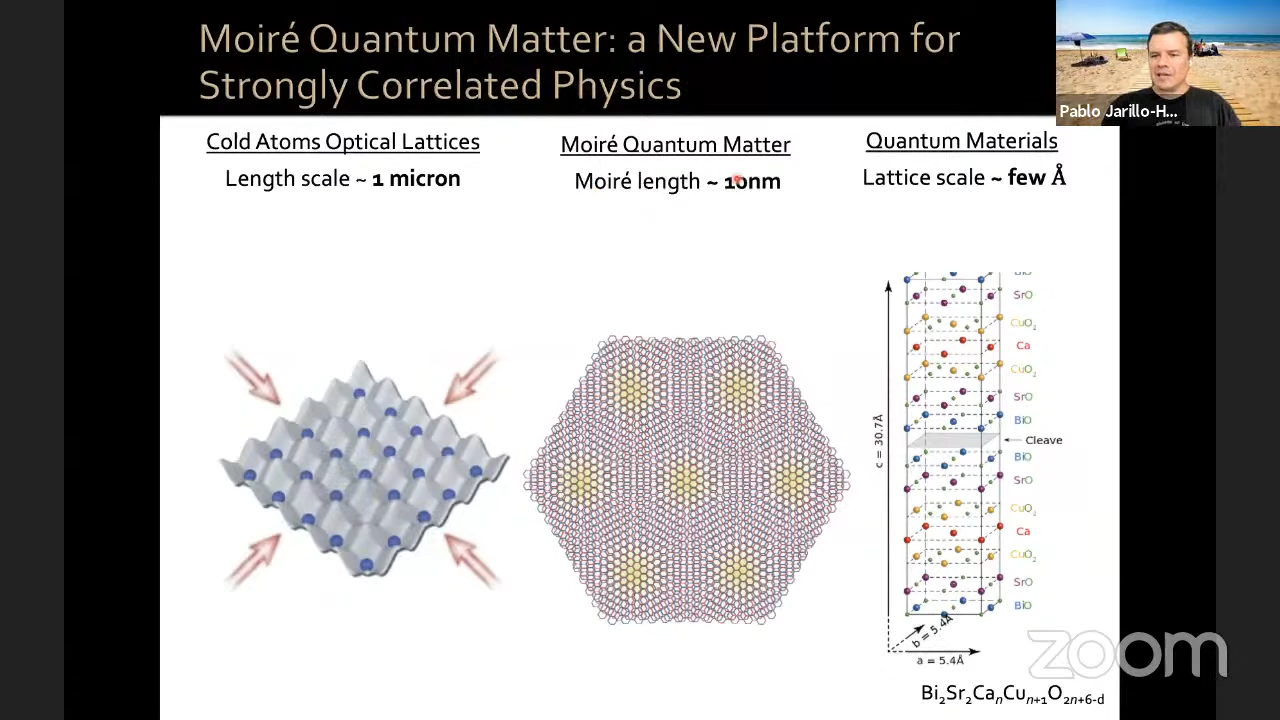 Moiré Quantum Matter: a New Platform for
Strongly Correlated Physics
Pablo Jarillo-H...
Cold Atoms Optical Lattices
Length scale ~ 1 micron
Moiré Quantum Matter
Moiré length ~ 10nm
Quantum Materials
Lattice scale ~ few Å
BiO
SrO
CuO₂
Ca
CuO₂
SrO
BiO
Cleave
BiO
SrO
CuO₂
Ca
CuO₂
SrO
BiO
c = 30.7Å
b = 5.4Å
a = 5.4Å
zoom
Bi₂Sr₂CaₙCuₙ₊₁O₂ₙ₊₆₋d